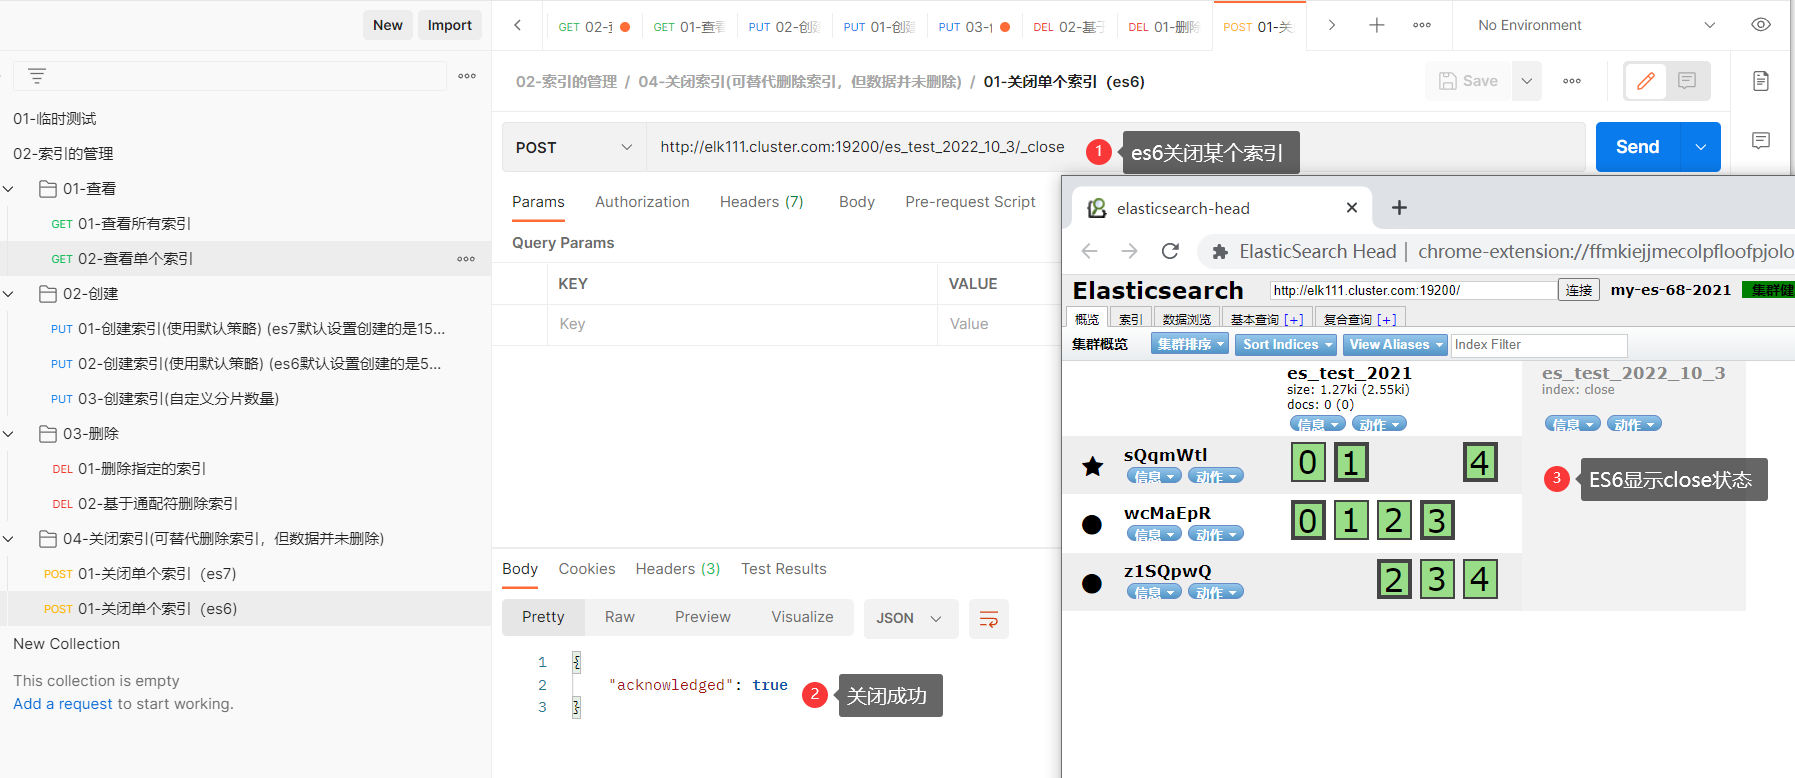 New
Import
01-临时测试
02-索引的管理
01-查看
GET 01-查看所有索引
GET 02-查看单个索引
02-创建
PUT 01-创建索引(使用默认策略) (es7默认设置创建的是15...
PUT 02-创建索引(使用默认策略) (es6默认设置创建的是5...
PUT 03-创建索引(自定义分片数量)
03-删除
DEL 01-删除指定的索引
DEL 02-基于通配符删除索引
04-关闭索引(可替代删除索引，但数据并未删除)
POST 01-关闭单个索引（es7)
POST 01-关闭单个索引（es6)
New Collection
This collection is empty
Add a request to start working.
GET 02-
GET 01-查看
PUT 02-创
PUT 01-创
PUT 03-
DEL 02-基于
DEL 01-删除
POST 01-关
No Environment
02-索引的管理 / 04-关闭索引(可替代删除索引，但数据并未删除) / 01-关闭单个索引（es6)
Save
POST
http://elk111.cluster.com:19200/es_test_2022_10_3/_close
1
es6关闭某个索引
Send
Params
Authorization
Headers (7)
Body
Pre-request Script
Query Params
KEY
VALUE
Key
Value
Body
Cookies
Headers (3)
Test Results
Pretty
Raw
Preview
Visualize
JSON
1 {
2 "acknowledged": true
3 }
2
关闭成功
elasticsearch-head
ElasticSearch Head | chrome-extension://ffmkiejjmecolpfloofpjolo
Elasticsearch
http://elk111.cluster.com:19200/
连接
my-es-68-2021
集群健
概览
索引
数据浏览
基本查询 [+]
复合查询 [+]
集群概览
集群排序
Sort Indices
View Aliases
Index Filter
es_test_2021
size: 1.27ki (2.55ki)
docs: 0 (0)
信息 动作
es_test_2022_10_3
index: close
信息 动作
sQqmWtl
信息 动作
0 1 4
wcMaEpR
信息 动作
0 1 2 3
z1SQpwQ
信息 动作
2 3 4
3
ES6显示close状态